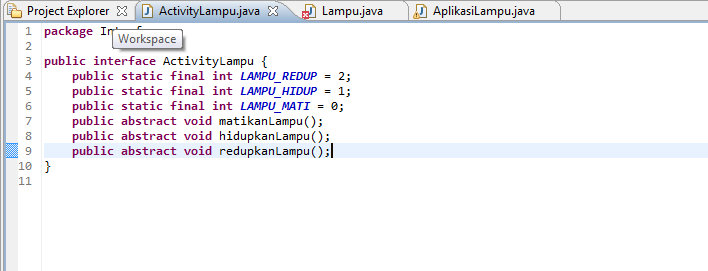 Project Explorer ActivityLampu.java Lampu.java AplikasiLampu.java
1 package
Workspace
2
3 public interface ActivityLampu {
4 public static final int LAMPU_REDUP = 2;
5 public static final int LAMPU_HIDUP = 1;
6 public static final int LAMPU_MATI = 0;
7 public abstract void matikanLampu();
8 public abstract void hidupkanLampu();
9 public abstract void redupkanLampu();
10 }
11